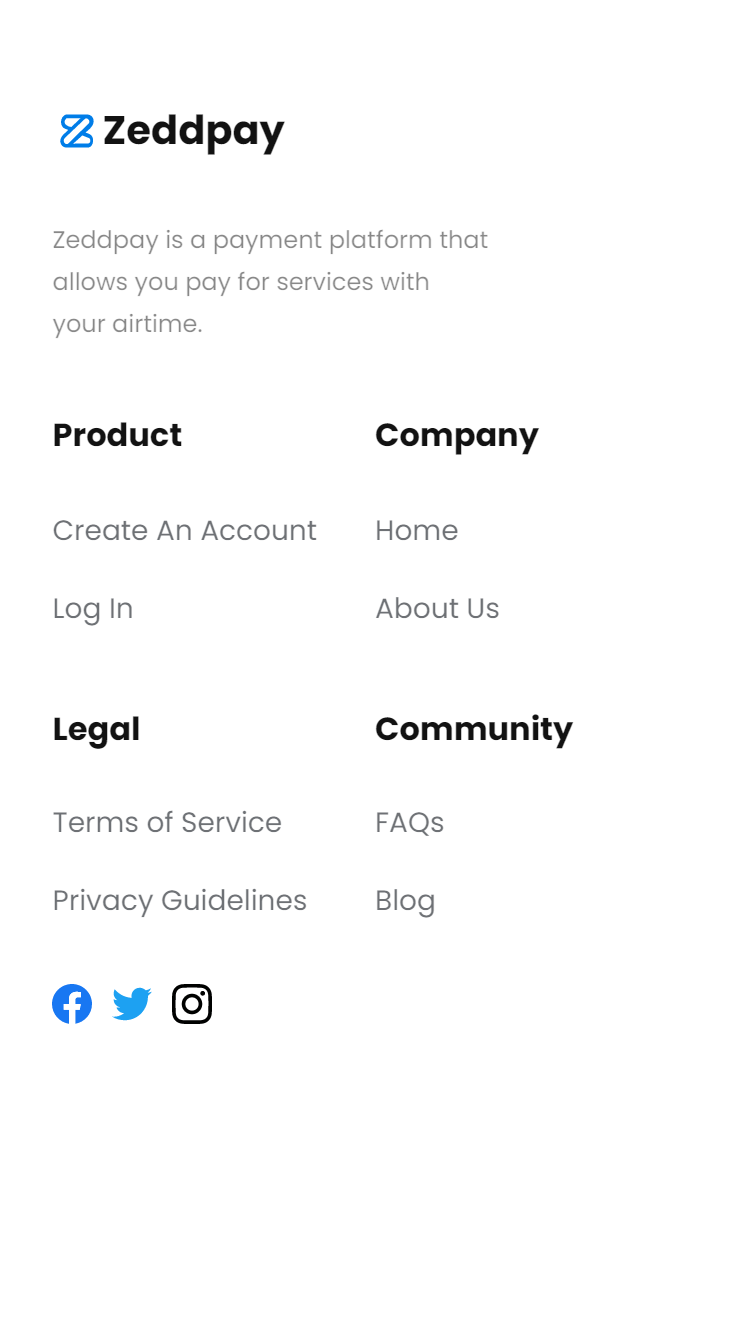 Zeddpay
Zeddpay is a payment platform that
allows you pay for services with
your airtime.
Product
Create An Account
Log In
Company
Home
About Us
Legal
Terms of Service
Privacy Guidelines
Community
FAQs
Blog